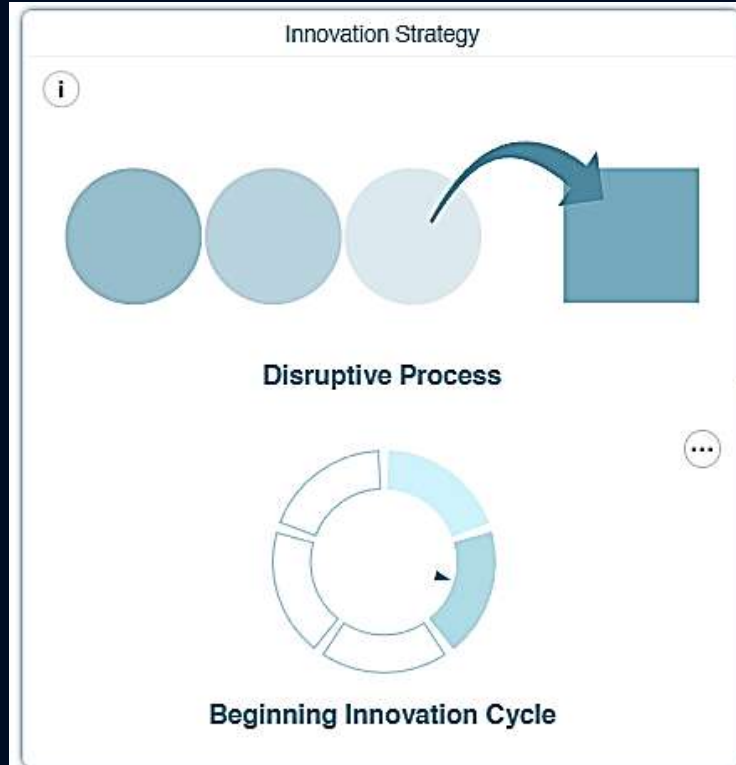 Innovation Strategy
i
Disruptive Process
...
Beginning Innovation Cycle